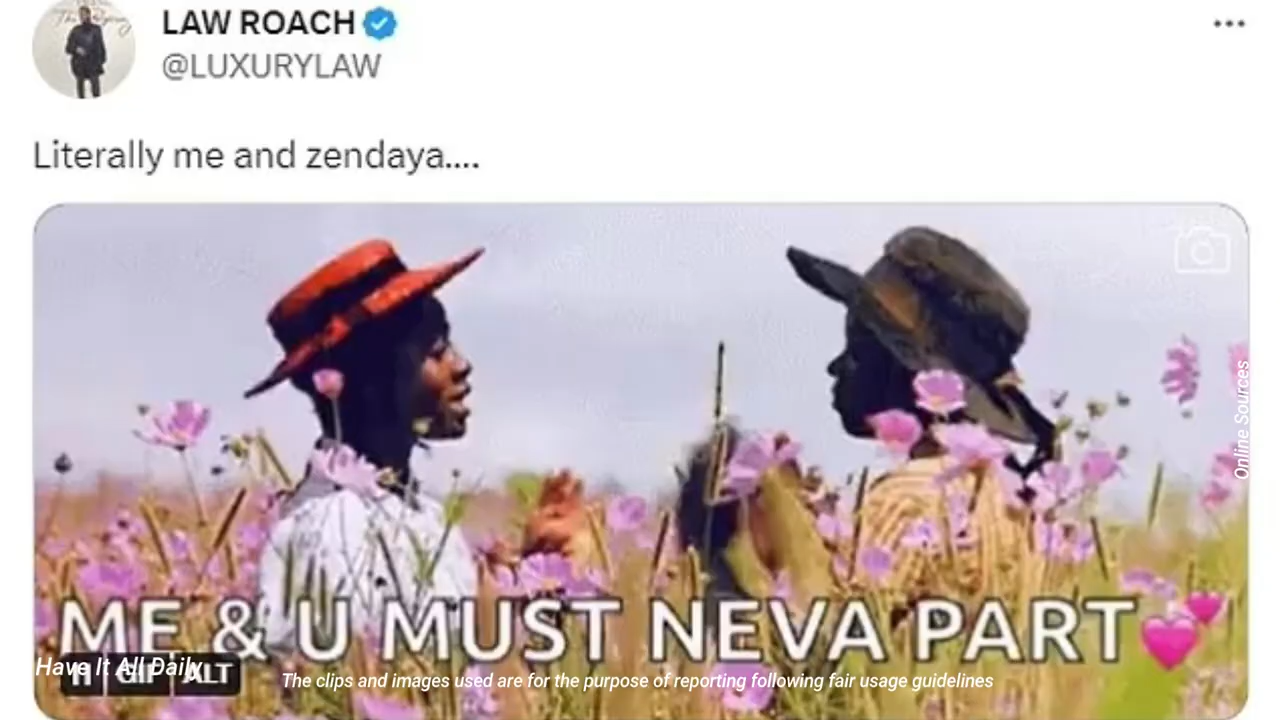 LAW ROACH
@LUXURYLAW
Literally me and zendaya....
Online Sources
ME & U MUST NEVA PART
Have It All Daily
GIF ALT
The clips and images used are for the purpose of reporting following fair usage guidelines